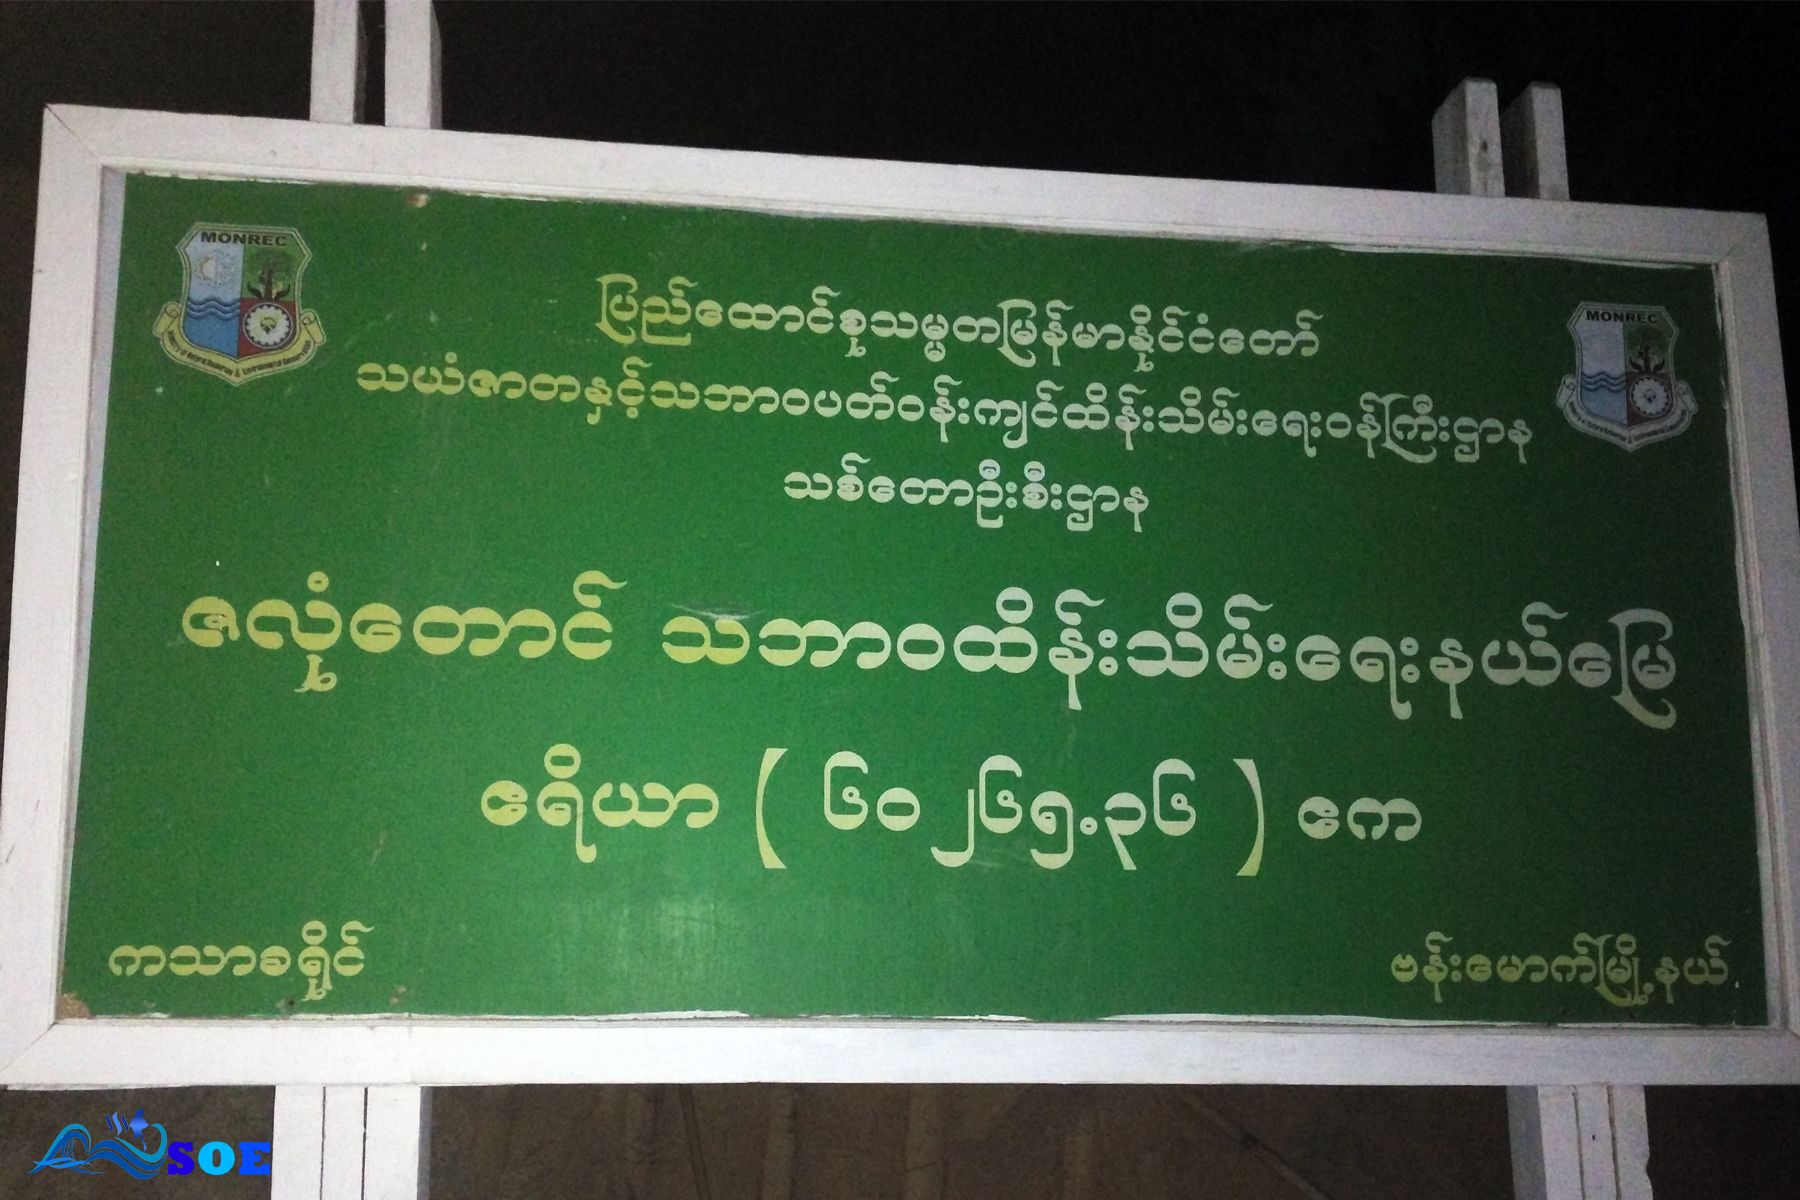 MONREC
MONREC
ပြည်ထောင်စုသမ္မတမြန်မာနိုင်ငံတော်
သယံဇာတနှင့်သဘာဝပတ်ဝန်းကျင်ထိန်းသိမ်းရေးဝန်ကြီးဌာန
သစ်တောဦးစီးဌာန
ဇလုံတောင် သဘာဝထိန်းသိမ်းရေးနယ်မြေ
ဧရိယာ ( ၆၀၂၆၅.၃၆ ) ဧက
ကသာခရိုင်
ဗန်းမောက်မြို့နယ်
SOE